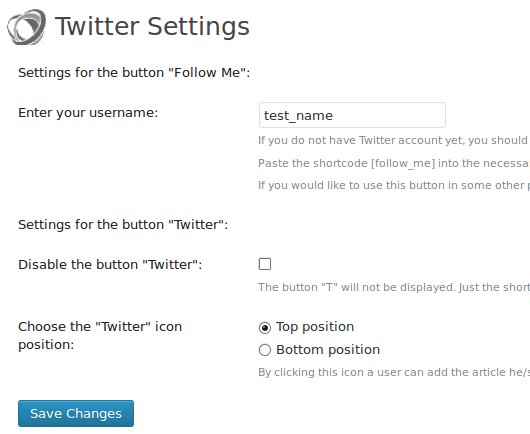 Twitter Settings
Settings for the button "Follow Me":
Enter your username:
test_name
If you do not have Twitter account yet, you should
Paste the shortcode [follow_me] into the necessa
If you would like to use this button in some other p
Settings for the button "Twitter":
Disable the button "Twitter":
The button "T" will not be displayed. Just the short
Choose the "Twitter" icon
position:
Top position
Bottom position
By clicking this icon a user can add the article he/s
Save Changes